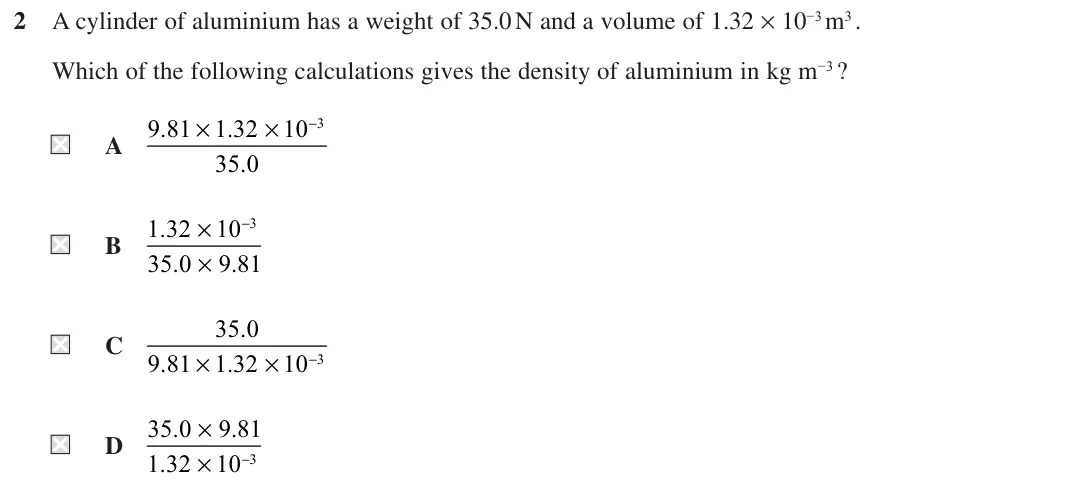 2 A cylinder of aluminium has a weight of 35.0 N and a volume of 1.32 × 10⁻³ m³.
Which of the following calculations gives the density of aluminium in kg m⁻³?
A 9.81 × 1.32 × 10⁻³
35.0
B 1.32 × 10⁻³
35.0 × 9.81
C 35.0
9.81 × 1.32 × 10⁻³
D 35.0 × 9.81
1.32 × 10⁻³